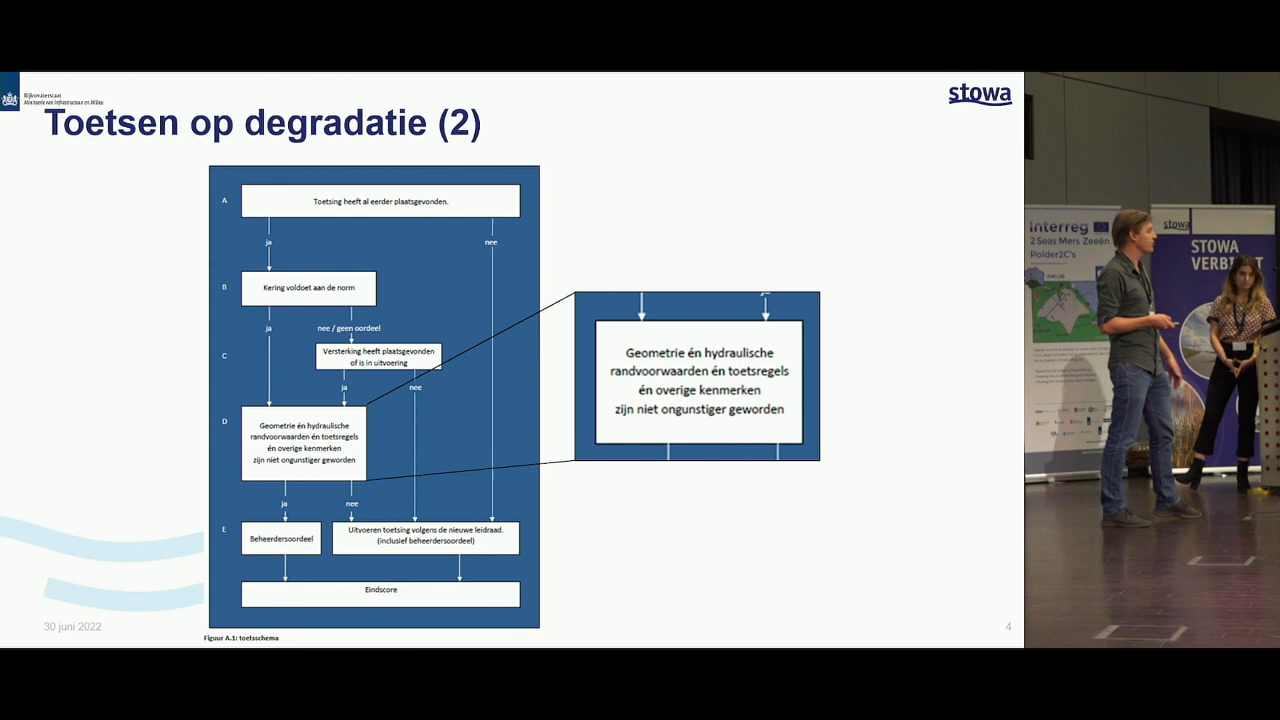 Rijkswaterstaat
Ministerie van Infrastructuur en Milieu
stowa
Toetsen op degradatie (2)
A
Toetsing heeft al eerder plaatsgevonden.
ja
nee
B
Kering voldoet aan de norm
ja
nee / geen oordeel
C
Versterking heeft plaatsgevonden
of is in uitvoering
ja
nee
D
Geometrie én hydraulische
randvoorwaarden én toetsregels
én overige kenmerken
zijn niet ongunstiger geworden
ja
nee
E
Beheerdersoordeel
Uitvoeren toetsing volgens de nieuwe leidraad.
(inclusief beheerdersoordeel)
Eindscore
Figuur A.1: toetsschema
Geometrie én hydraulische
randvoorwaarden én toetsregels
én overige kenmerken
zijn niet ongunstiger geworden
30 juni 2022
4
Interreg
2 Seas Mers Zeeën
Polder2C's
stowa
STOWA